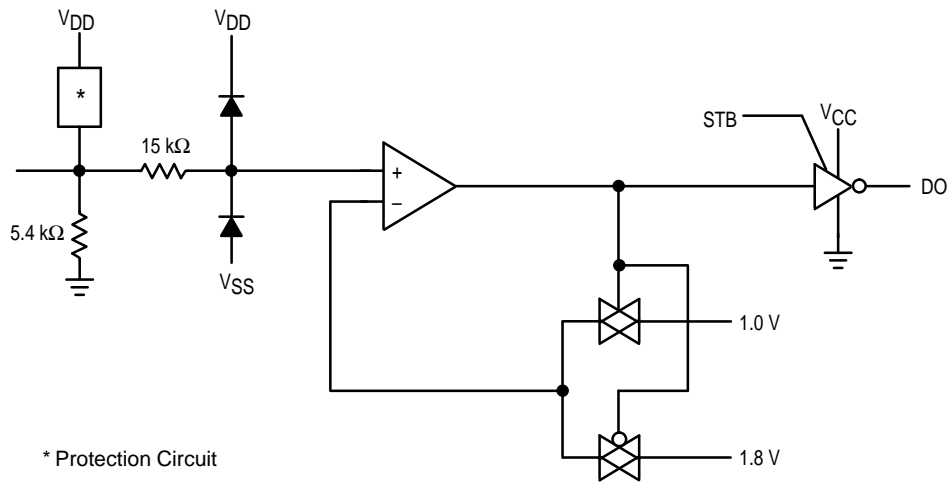 VDD
VDD
*
15 kΩ
STB
VCC
+
–
DO
5.4 kΩ
VSS
1.0 V
1.8 V
* Protection Circuit